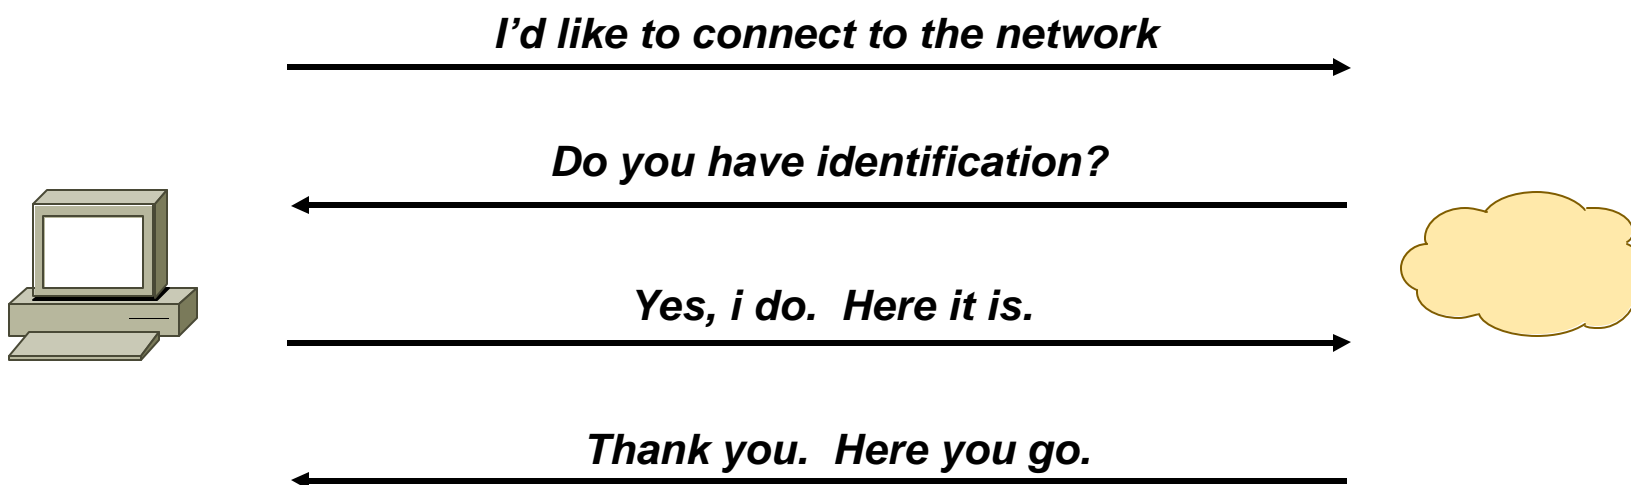 I’d like to connect to the network
Do you have identification?
Yes, i do.  Here it is.
Thank you.  Here you go.